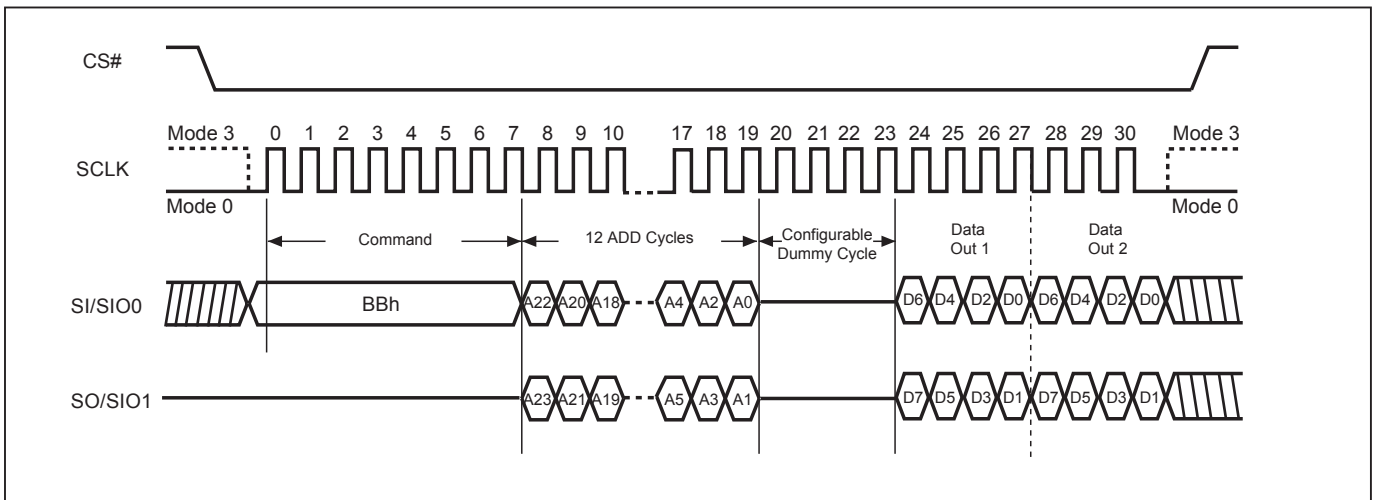 CS#
Mode 3 0 1 2 3 4 5 6 7 8 9 10 17 18 19 20 21 22 23 24 25 26 27 28 29 30 Mode 3
SCLK
Mode 0 Mode 0
Command 12 ADD Cycles Configurable Dummy Cycle Data Out 1 Data Out 2
SI/SIO0 BBh A22 A20 A18 A4 A2 A0 D6 D4 D2 D0 D6 D4 D2 D0
SO/SIO1 A23 A21 A19 A5 A3 A1 D7 D5 D3 D1 D7 D5 D3 D1